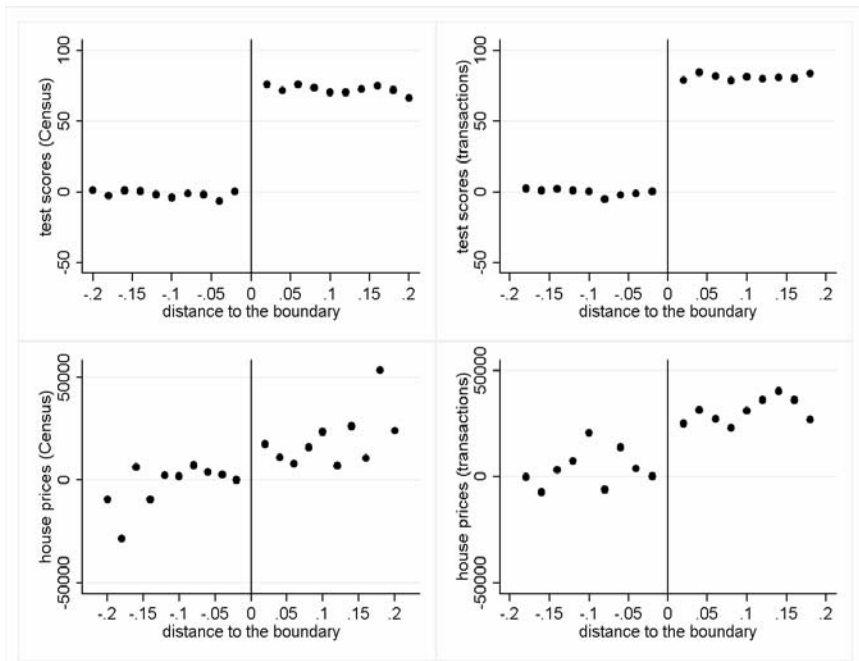 test scores (Census)
100
50
0
-50
-.2 -.15 -.1 -.05 0 .05 .1 .15 .2
distance to the boundary
test scores (transactions)
100
50
0
-50
-.2 -.15 -.1 -.05 0 .05 .1 .15 .2
distance to the boundary
house prices (Census)
50000
0
-50000
-.2 -.15 -.1 -.05 0 .05 .1 .15 .2
distance to the boundary
house prices (transactions)
50000
0
-50000
-.2 -.15 -.1 -.05 0 .05 .1 .15 .2
distance to the boundary